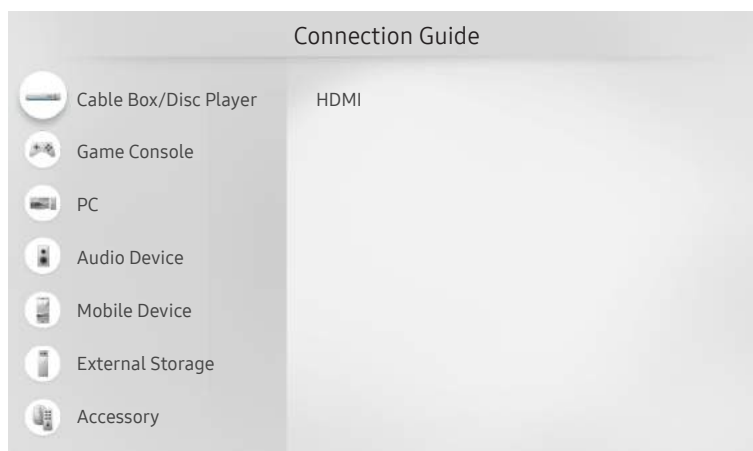 Connection Guide
Cable Box/Disc Player
HDMI
Game Console
PC
Audio Device
Mobile Device
External Storage
Accessory